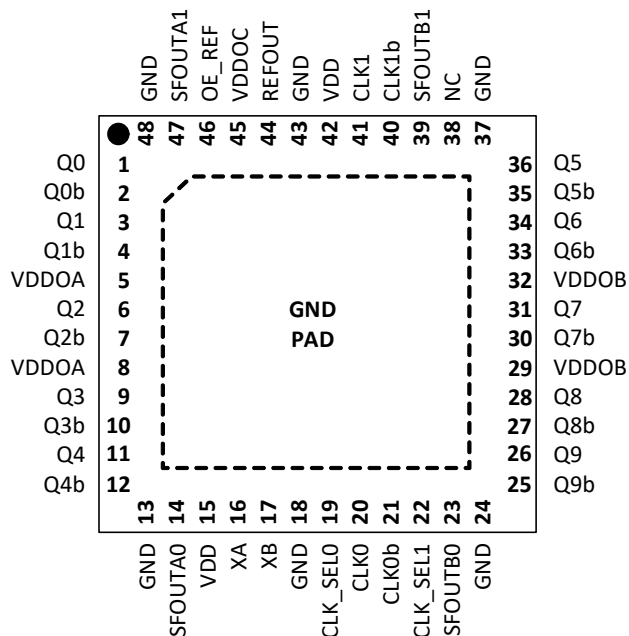 GND
SFOUTA1
OE_REF
VDDOC
REFOUT
GND
VDD
CLK1
CLK1b
SFOUTB1
NC
GND
48 47 46 45 44 43 42 41 40 39 38 37
Q0 1 36 Q5
Q0b 2 35 Q5b
Q1 3 34 Q6
Q1b 4 33 Q6b
VDDOA 5 32 VDDOB
Q2 6 GND 31 Q7
Q2b 7 PAD 30 Q7b
VDDOA 8 29 VDDOB
Q3 9 28 Q8
Q3b 10 27 Q8b
Q4 11 26 Q9
Q4b 12 25 Q9b
13 14 15 16 17 18 19 20 21 22 23 24
GND
SFOUTA0
VDD
XA
XB
GND
CLK_SEL0
CLK0
CLK0b
CLK_SEL1
SFOUTB0
GND